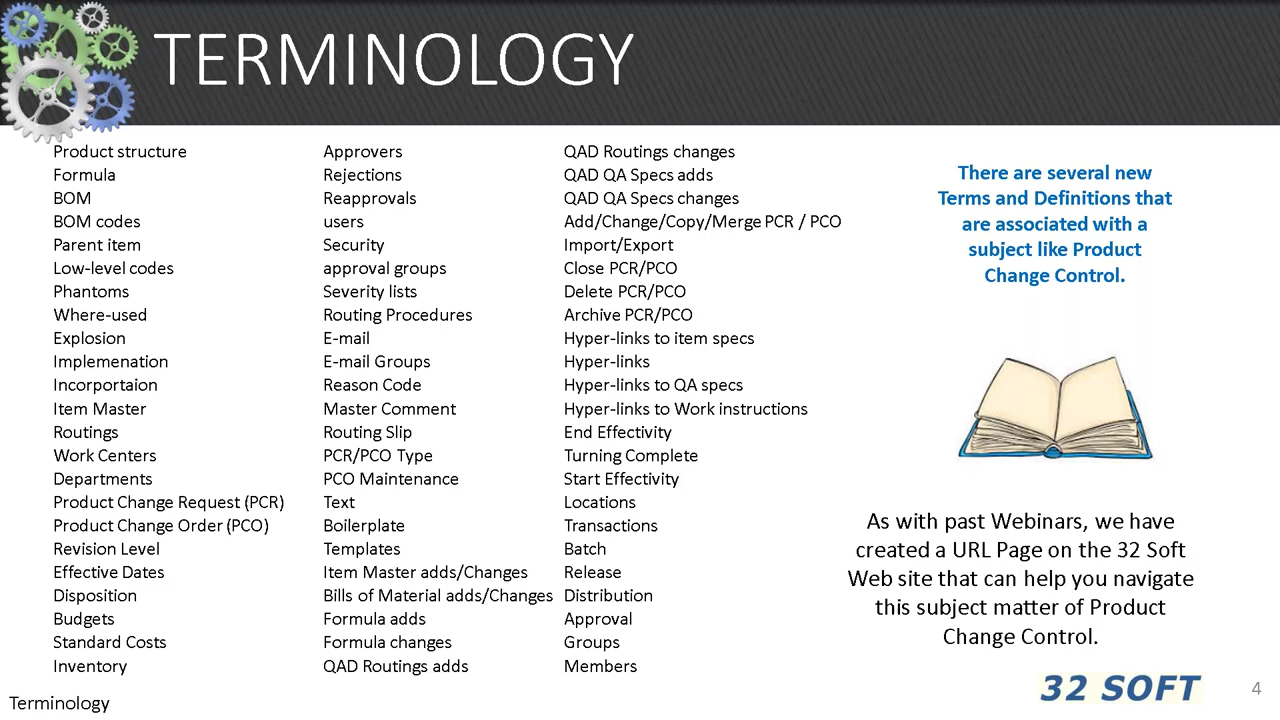 TERMINOLOGY
Product structure
Formula
BOM
BOM codes
Parent item
Low-level codes
Phantoms
Where-used
Explosion
Implemenation
Incorportaion
Item Master
Routings
Work Centers
Departments
Product Change Request (PCR)
Product Change Order (PCO)
Revision Level
Effective Dates
Disposition
Budgets
Standard Costs
Inventory
Approvers
Rejections
Reapprovals
users
Security
approval groups
Severity lists
Routing Procedures
E-mail
E-mail Groups
Reason Code
Master Comment
Routing Slip
PCR/PCO Type
PCO Maintenance
Text
Boilerplate
Templates
Item Master adds/Changes
Bills of Material adds/Changes
Formula adds
Formula changes
QAD Routings adds
QAD Routings changes
QAD QA Specs adds
QAD QA Specs changes
Add/Change/Copy/Merge PCR / PCO
Import/Export
Close PCR/PCO
Delete PCR/PCO
Archive PCR/PCO
Hyper-links to item specs
Hyper-links
Hyper-links to QA specs
Hyper-links to Work instructions
End Effectivity
Turning Complete
Start Effectivity
Locations
Transactions
Batch
Release
Distribution
Approval
Groups
Members
There are several new
Terms and Definitions that
are associated with a
subject like Product
Change Control.
As with past Webinars, we have
created a URL Page on the 32 Soft
Web site that can help you navigate
this subject matter of Product
Change Control.
32 SOFT
4
Terminology